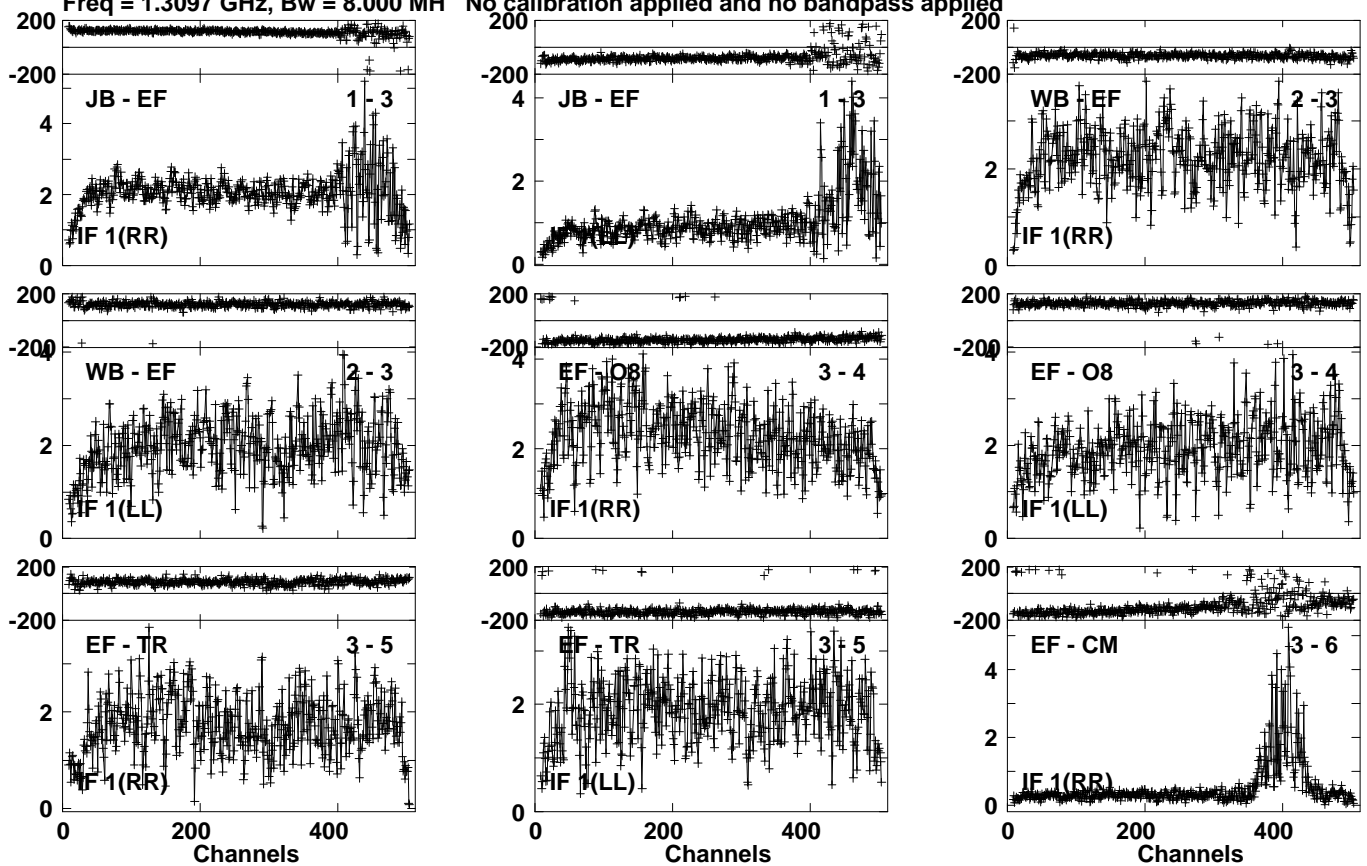 Freq = 1.3097 GHz, Bw = 8.000 MH No calibration applied and no bandpass applied
200
-200
JB - EF 1 - 3
4
2
IF 1(RR)
0
JB - EF 1 - 3
4
2
0
200
-200
WB - EF 2 - 3
2
IF 1(RR)
0
200
-200
4
WB - EF 2 - 3
2
IF 1(LL)
0
200
-200
4
EF - O8 3 - 4
2
IF 1(RR)
0
200
-200
4
EF - O8 3 - 4
2
IF 1(LL)
0
200
-200
EF - TR 3 - 5
2
IF 1(RR)
0
0 200 400
Channels
200
-200
EF - TR 3 - 5
2
IF 1(LL)
0
0 200 400
Channels
200
-200
EF - CM 3 - 6
4
2
IF 1(RR)
0
0 200 400
Channels